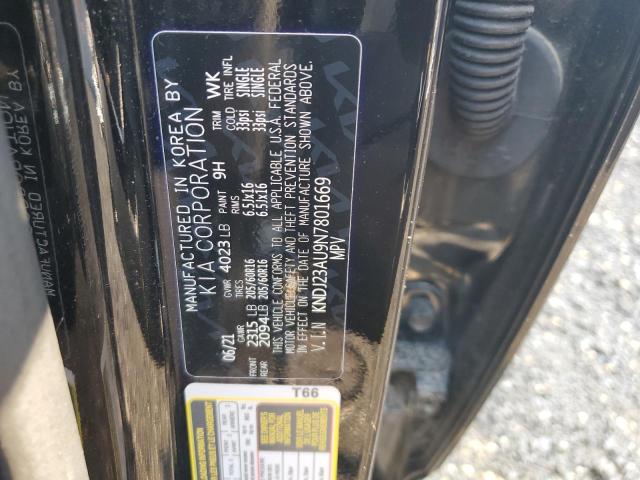 MANUFACTURED IN KOREA BY
KIA CORPORATION
06/21 GVWR 4023 LB PAINT 9H TRIM WK
GAWR TIRES RIMS COLD TIRE INFL
FRONT 2315 LB 205/60R16 6.5JX16 33psi SINGLE
REAR 2094 LB 205/60R16 6.5JX16 33psi SINGLE
THIS VEHICLE CONFORMS TO ALL APPLICABLE U.S.A. FEDERAL
MOTOR VEHICLE SAFETY AND THEFT PREVENTION STANDARDS
IN EFFECT ON THE DATE OF MANUFACTURE SHOWN ABOVE.
V.I.N KNDJ23AU9N7801669
MPV
T66